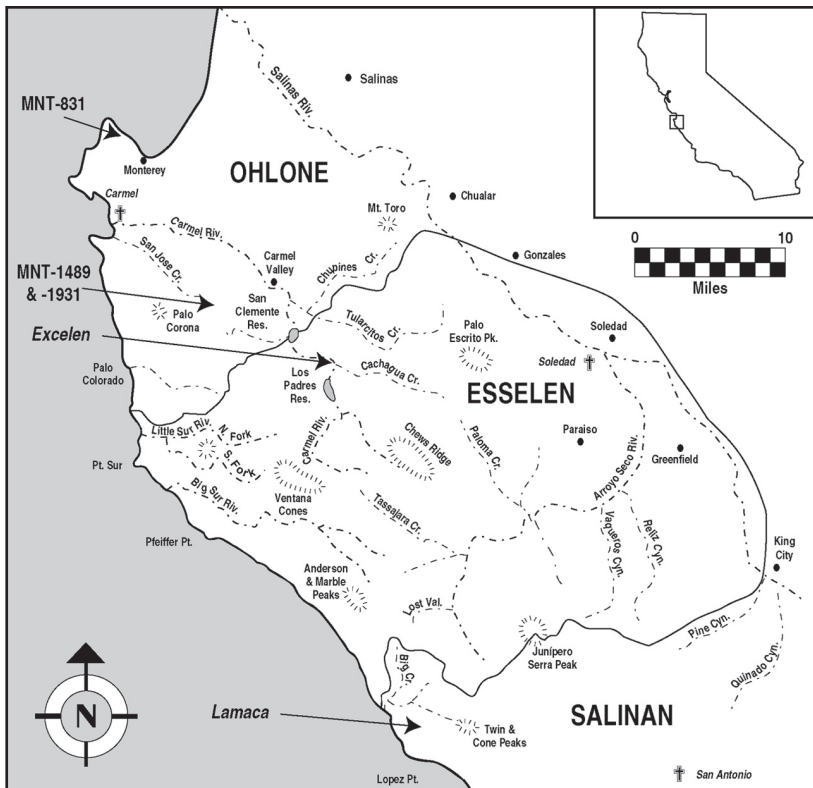 Salinas
Salinas Riv.
MNT-831
Monterey
OHLONE
Carmel
Mt. Toro
Chualar
Carmel Riv.
San Jose Cr.
Carmel
Valley
Chupines
Cr.
Gonzales
0
10
Miles
MNT-1489
& -1931
San
Clemente
Res.
Palo
Corona
Tularcitos
Cr.
Palo
Escrito Pk.
Soledad
Excelen
Soledad
Palo
Colorado
Los
Padres
Res.
Cachagua Cr.
ESSELEN
Little Sur Riv.
N.
Fork
S. Fork
Carmel Riv.
Chews Ridge
Paloma Cr.
Paraiso
Greenfield
Arroyo Seco Riv.
Pt. Sur
Big Sur Riv.
Ventana
Cones
Tassajara Cr.
Vaqueros Cyn.
Reliz Cyn.
Pfeiffer Pt.
King
City
Anderson
& Marble
Peaks
Lost Val.
Pine Cyn.
Junípero
Serra Peak
Big Cr.
Quinado Cyn.
N
Lamaca
SALINAN
Twin &
Cone Peaks
San Antonio
Lopez Pt.